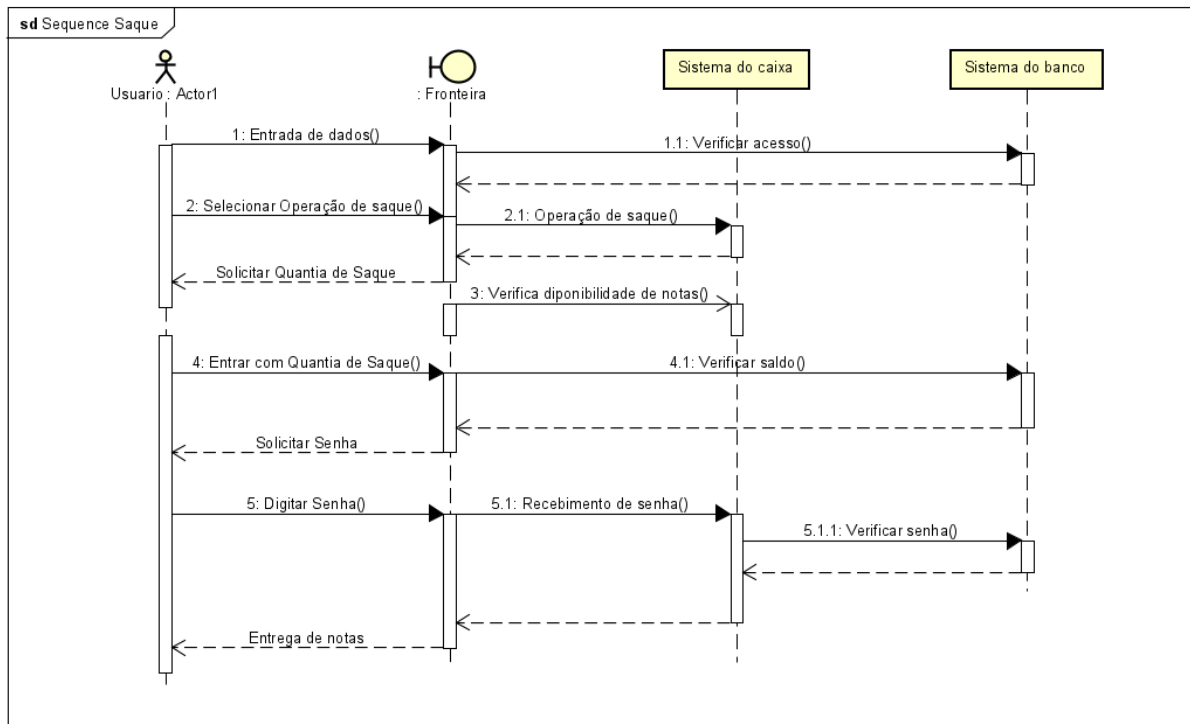 sd Sequence Saque
Usuario : Actor1
: Fronteira
Sistema do caixa
Sistema do banco
1: Entrada de dados()
1.1: Verificar acesso()
2: Selecionar Operação de saque()
2.1: Operação de saque()
Solicitar Quantia de Saque
3: Verifica diponibilidade de notas()
4: Entrar com Quantia de Saque()
4.1: Verificar saldo()
Solicitar Senha
5: Digitar Senha()
5.1: Recebimento de senha()
5.1.1: Verificar senha()
Entrega de notas